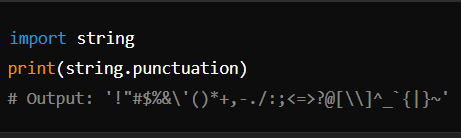 import string
print(string.punctuation)
# Output: '!"#$%&\'()*+,-./:;<=>?@[\\]^_`{|}~'